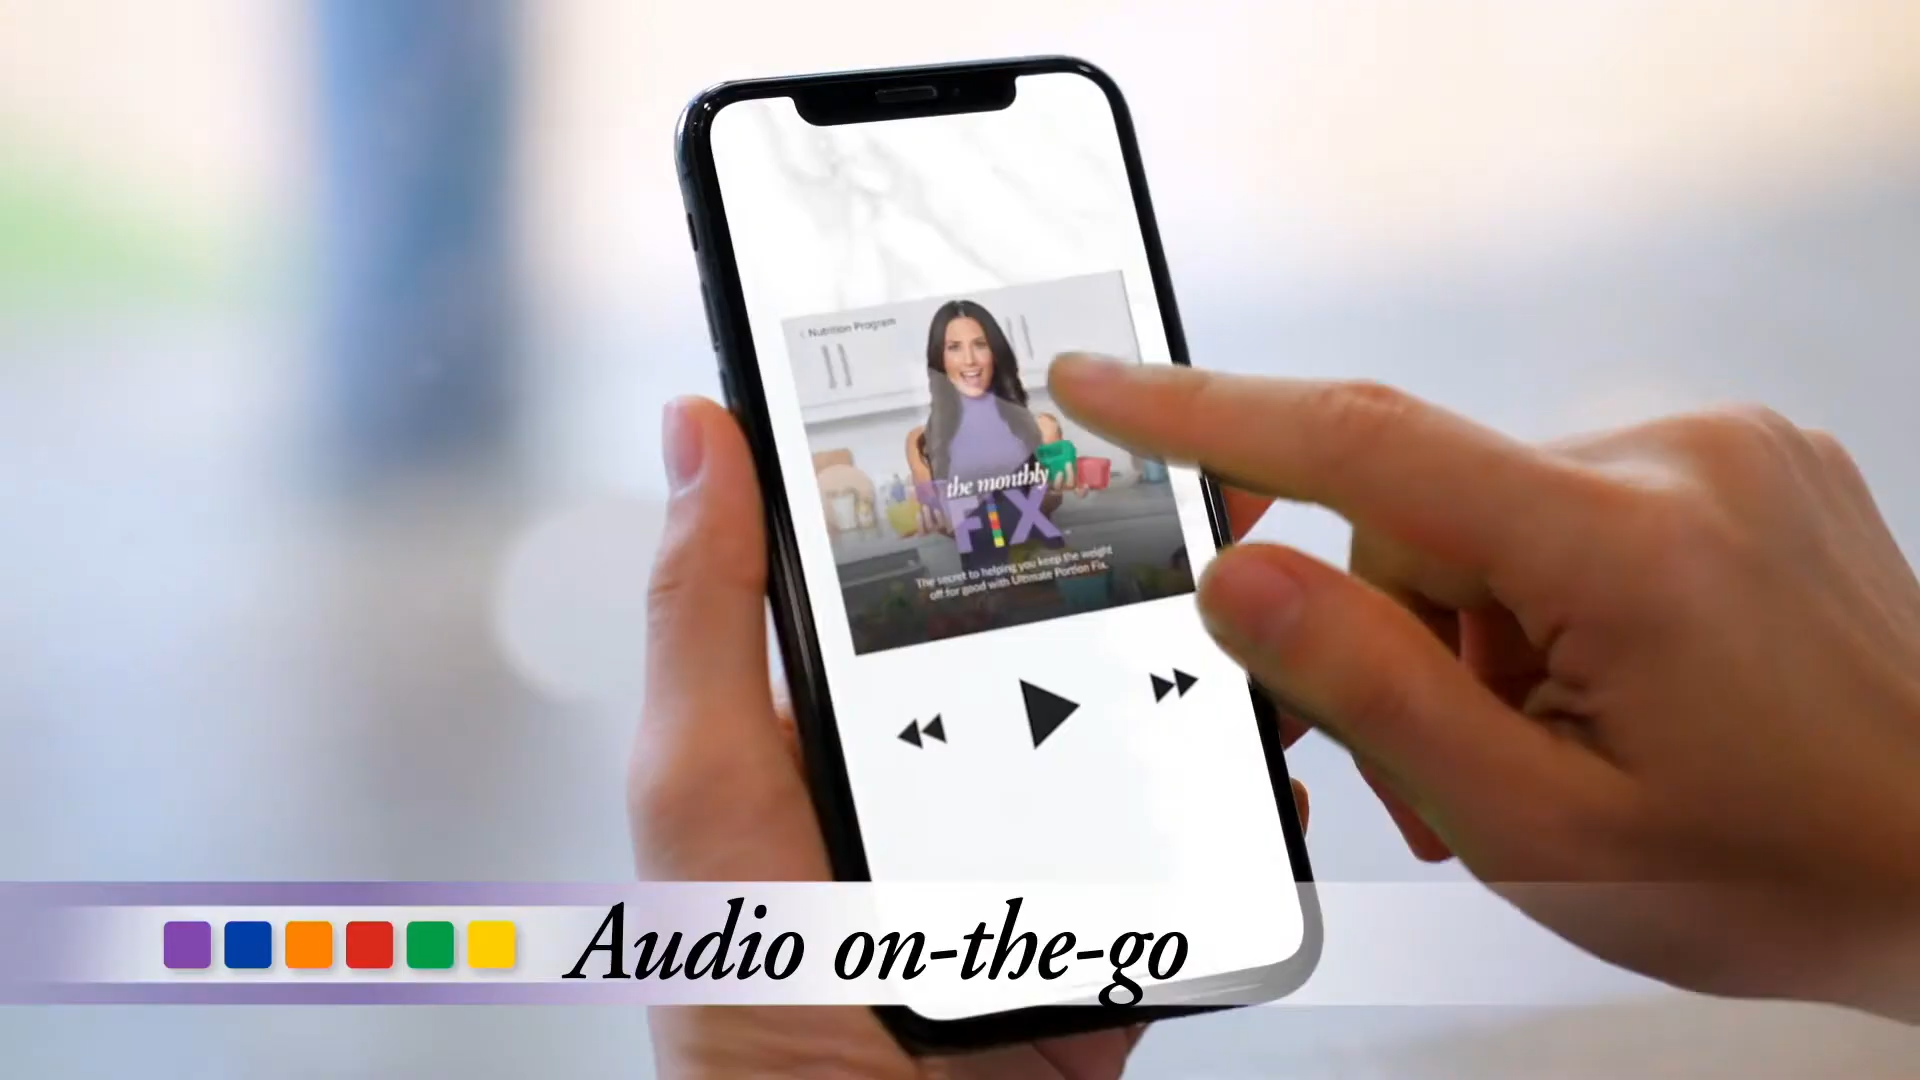 ‹ Nutrition Program
the monthly
FIX
The secret to helping you keep the weight
off for good with Ultimate Portion Fix.
Audio on-the-go